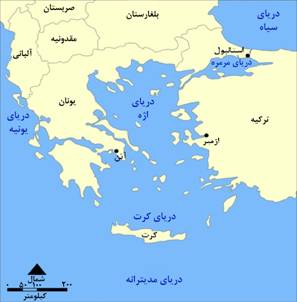 صربستان
بلغارستان
دریای
سیاه
مقدونیه
آلبانی
استانبول
دریای مرمره
یونان
دریای
اژه
ترکیه
دریای
یونیه
ازمیر
آتن
دریای کرت
کرت
دریای مدیترانه
شمال
۰ ۵۰ ۱۰۰ ۲۰۰
کیلومتر